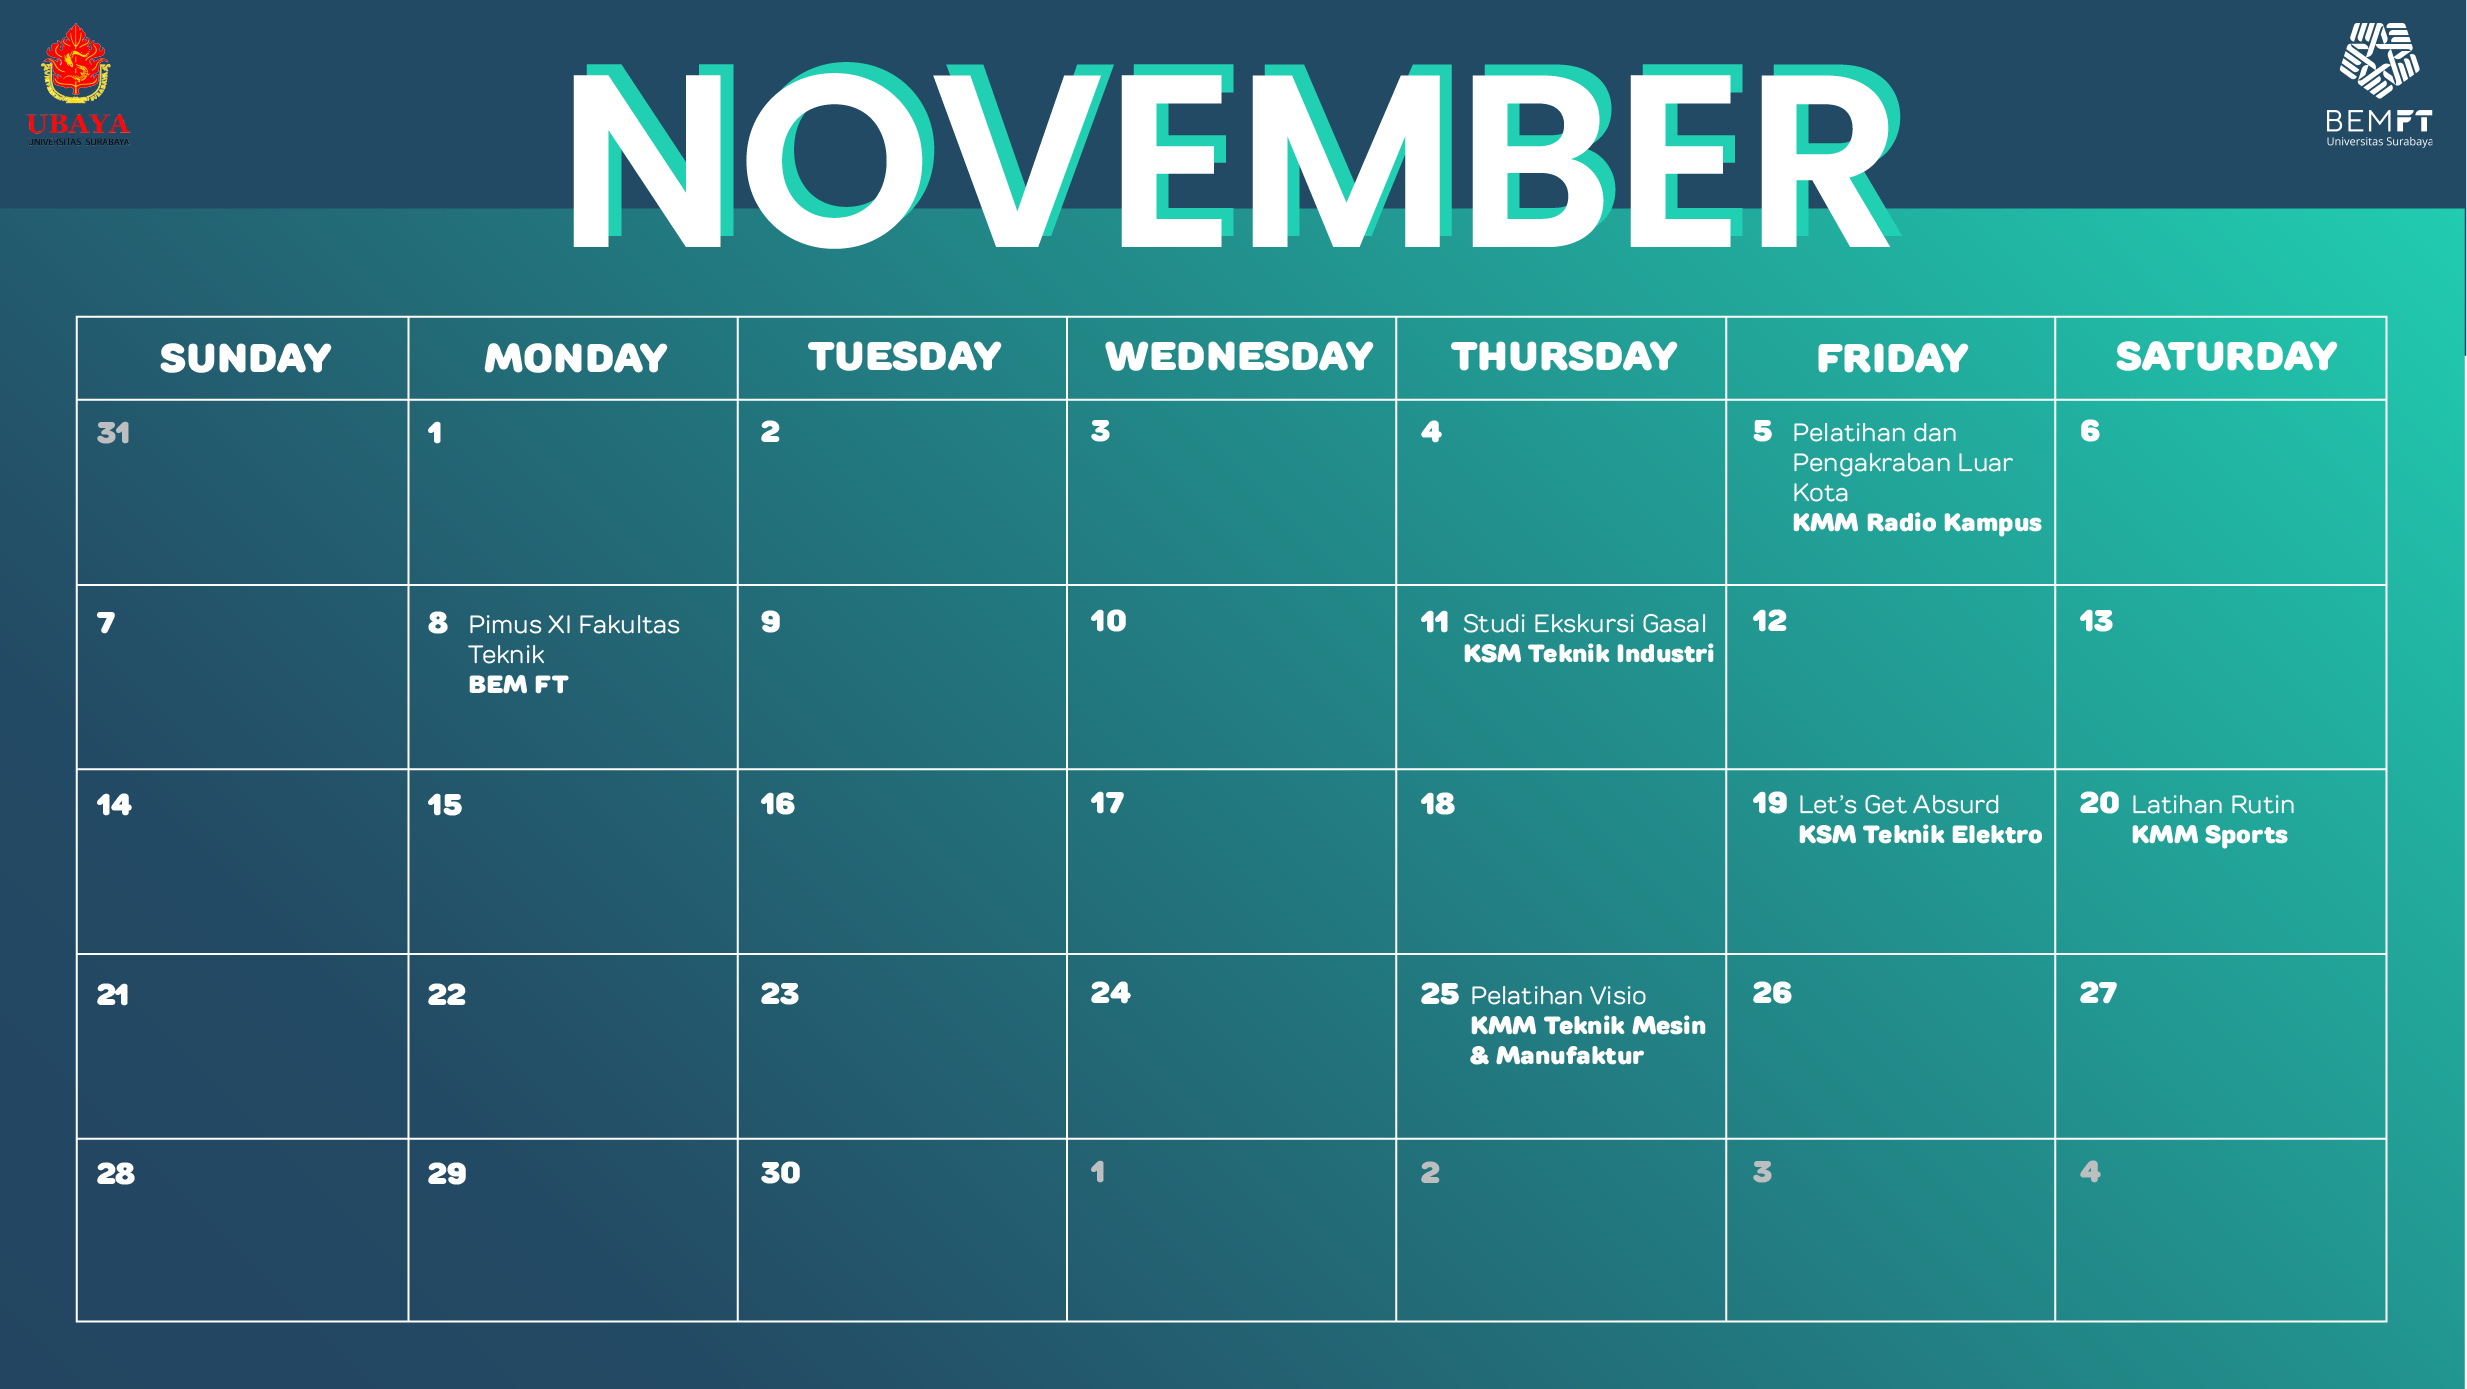 UBAYA
UNIVERSITAS SURABAYA
NOVEMBER
BEMFT
Universitas Surabaya
SUNDAY
MONDAY
TUESDAY
WEDNESDAY
THURSDAY
FRIDAY
SATURDAY
31
1
2
3
4
5
Pelatihan dan
Pengakraban Luar
Kota
KMM Radio Kampus
6
7
8
Pimus XI Fakultas
Teknik
BEM FT
9
10
11
Studi Ekskursi Gasal
KSM Teknik Industri
12
13
14
15
16
17
18
19
Let's Get Absurd
KSM Teknik Elektro
20
Latihan Rutin
KMM Sports
21
22
23
24
25
Pelatihan Visio
KMM Teknik Mesin
& Manufaktur
26
27
28
29
30
1
2
3
4